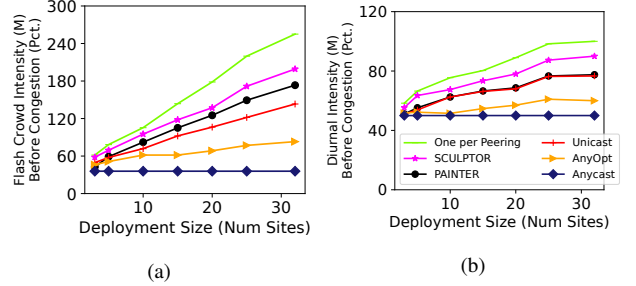 Flash Crowd Intensity (M)
Before Congestion (Pct.)
300
240
180
120
60
0
10
20
30
Deployment Size (Num Sites)
(a)
Diurnal Intensity (M)
Before Congestion (Pct.)
120
80
40
0
One per Peering
SCULPTOR
PAINTER
Unicast
AnyOpt
Anycast
10
20
30
Deployment Size (Num Sites)
(b)